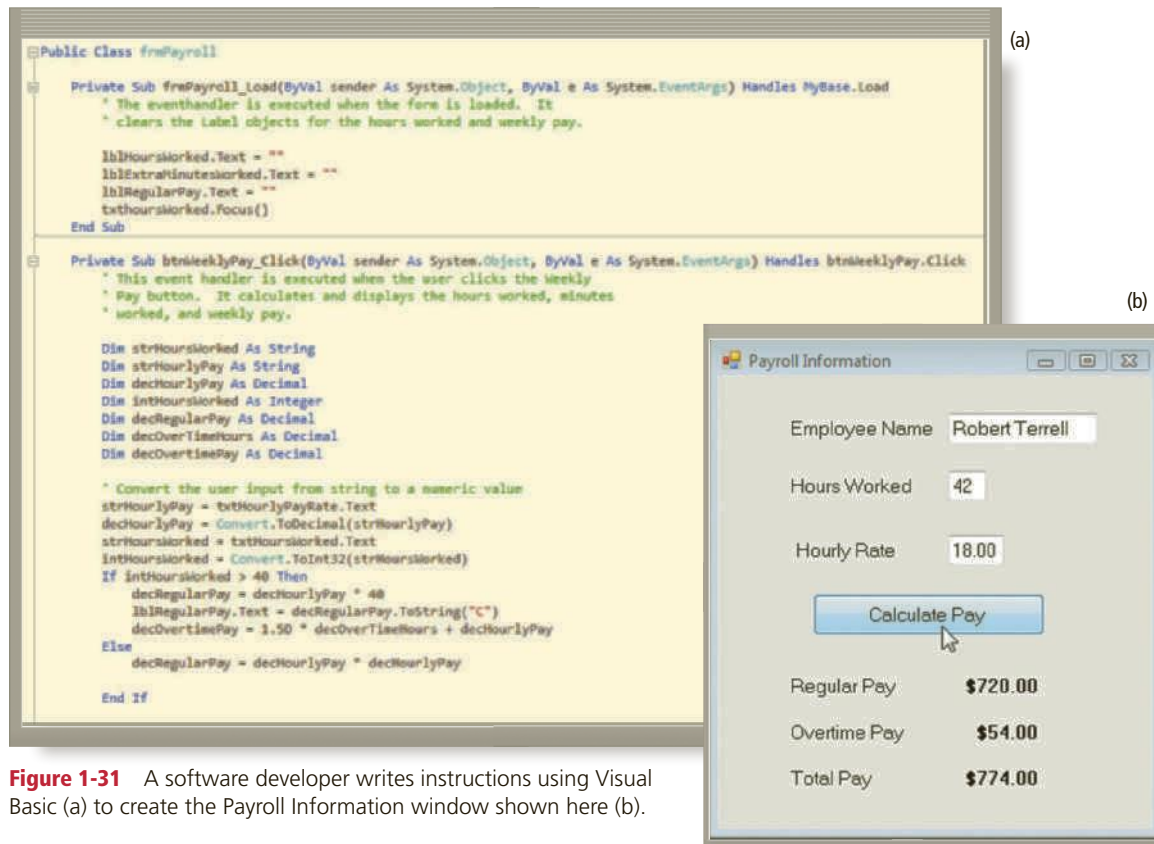 (a)
Public Class frmPayroll
Private Sub frmPayroll_Load(ByVal sender As System.Object, ByVal e As System.EventArgs) Handles MyBase.Load
' The eventhandler is executed when the form is loaded. It
' clears the Label objects for the hours worked and weekly pay.
lblHoursWorked.Text = ""
lblExtraMinutesWorked.Text = ""
lblRegularPay.Text = ""
txthoursWorked.Focus()
End Sub
Private Sub btnWeeklyPay_Click(ByVal sender As System.Object, ByVal e As System.EventArgs) Handles btnWeeklyPay.Click
' This event handler is executed when the user clicks the Weekly
' Pay button. It calculates and displays the hours worked, minutes
' worked, and weekly pay.
Dim strHoursWorked As String
Dim strHourlyPay As String
Dim decHourlyPay As Decimal
Dim intHoursWorked As Integer
Dim decRegularPay As Decimal
Dim decOverTimeHours As Decimal
Dim decOvertimePay As Decimal
' Convert the user input from string to a numeric value
strHourlyPay = txtHourlyPayRate.Text
decHourlyPay = Convert.ToDecimal(strHourlyPay)
strHoursWorked = txtHoursWorked.Text
intHoursWorked = Convert.ToInt32(strHoursWorked)
If intHoursWorked > 40 Then
decRegularPay = decHourlyPay * 40
lblRegularPay.Text = decRegularPay.ToString("C")
decOvertimePay = 1.50 * decOverTimeHours + decHourlyPay
Else
decRegularPay = decHourlyPay * decHourlyPay
End If
(b)
Payroll Information
Employee Name Robert Terrell
Hours Worked 42
Hourly Rate 18.00
Calculate Pay
Regular Pay $720.00
Overtime Pay $54.00
Total Pay $774.00
Figure 1-31 A software developer writes instructions using Visual
Basic (a) to create the Payroll Information window shown here (b).